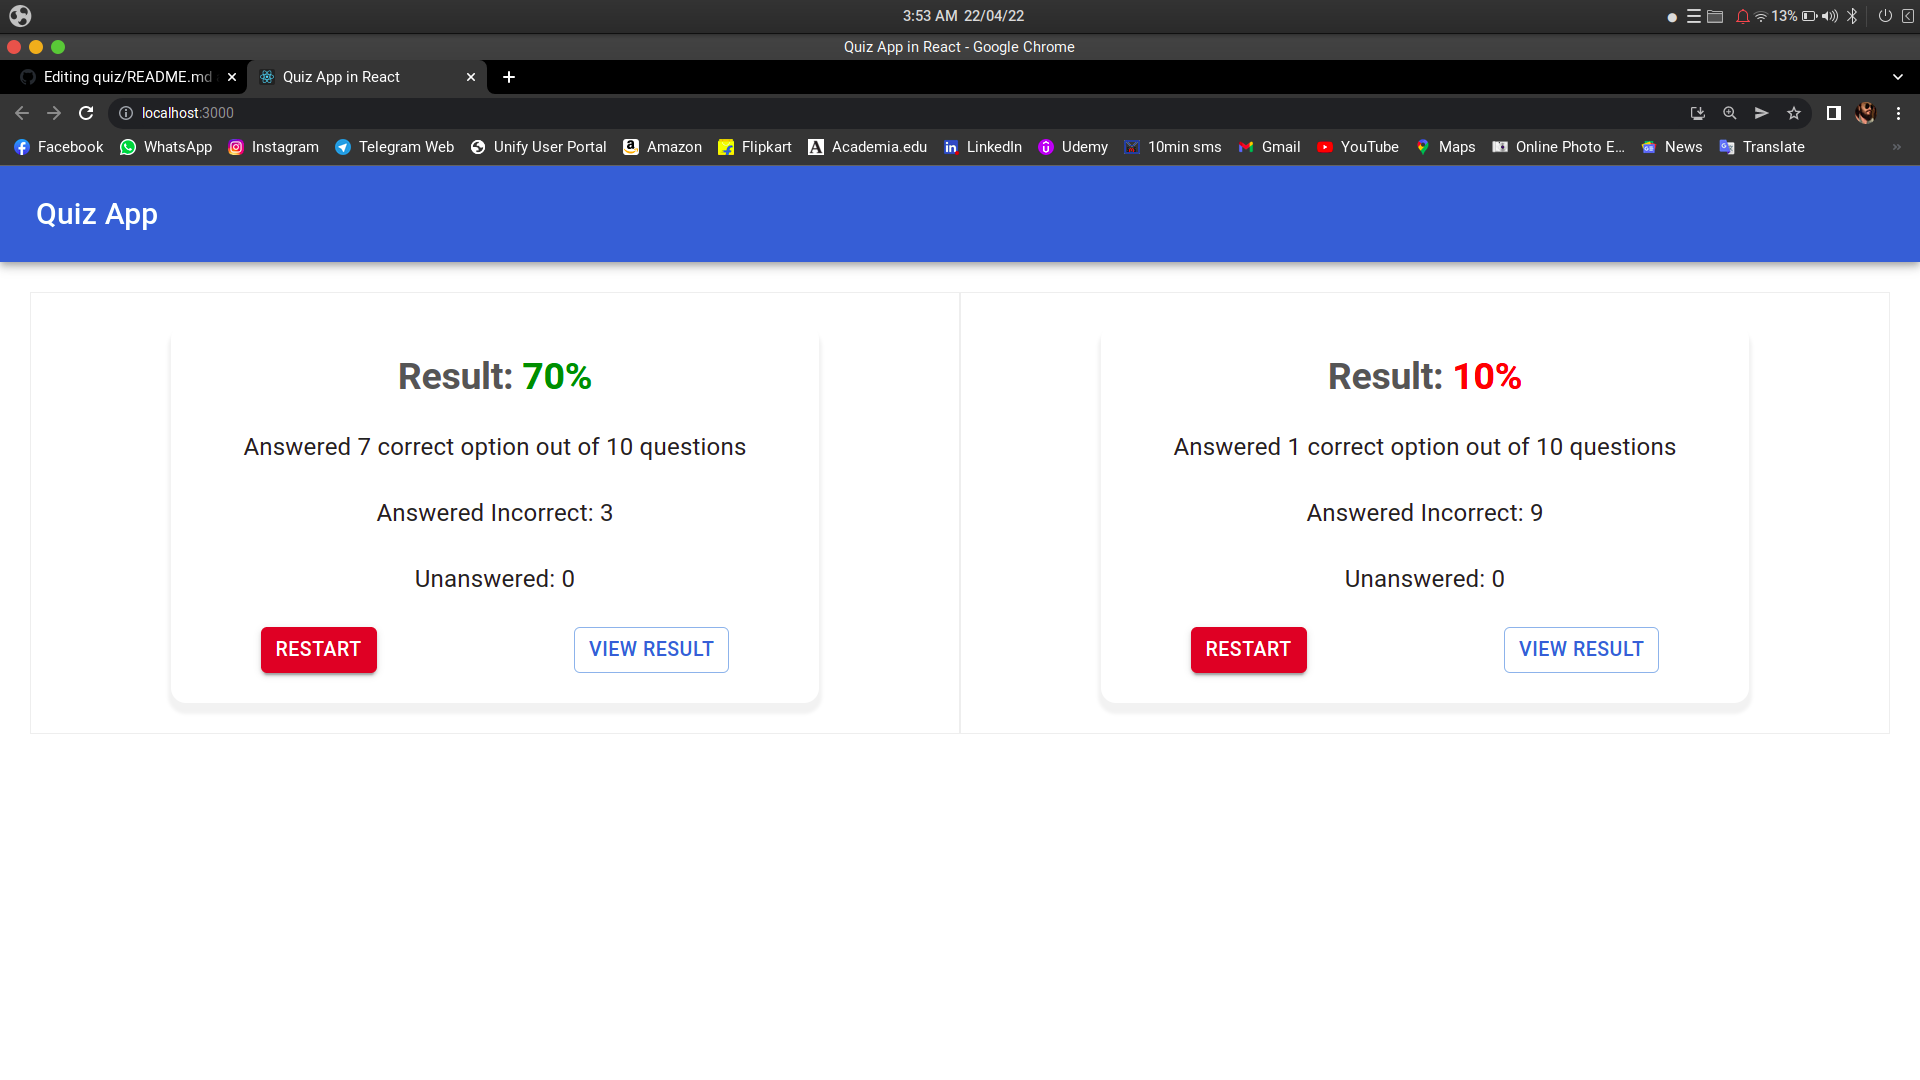 3:53 AM 22/04/22
13%
Quiz App in React - Google Chrome
Editing quiz/README.md
Quiz App in React
localhost:3000
Facebook WhatsApp Instagram Telegram Web Unify User Portal Amazon Flipkart Academia.edu LinkedIn Udemy 10min sms Gmail YouTube Maps Online Photo E... News Translate
Quiz App
Result: 70%
Answered 7 correct option out of 10 questions
Answered Incorrect: 3
Unanswered: 0
RESTART VIEW RESULT
Result: 10%
Answered 1 correct option out of 10 questions
Answered Incorrect: 9
Unanswered: 0
RESTART VIEW RESULT